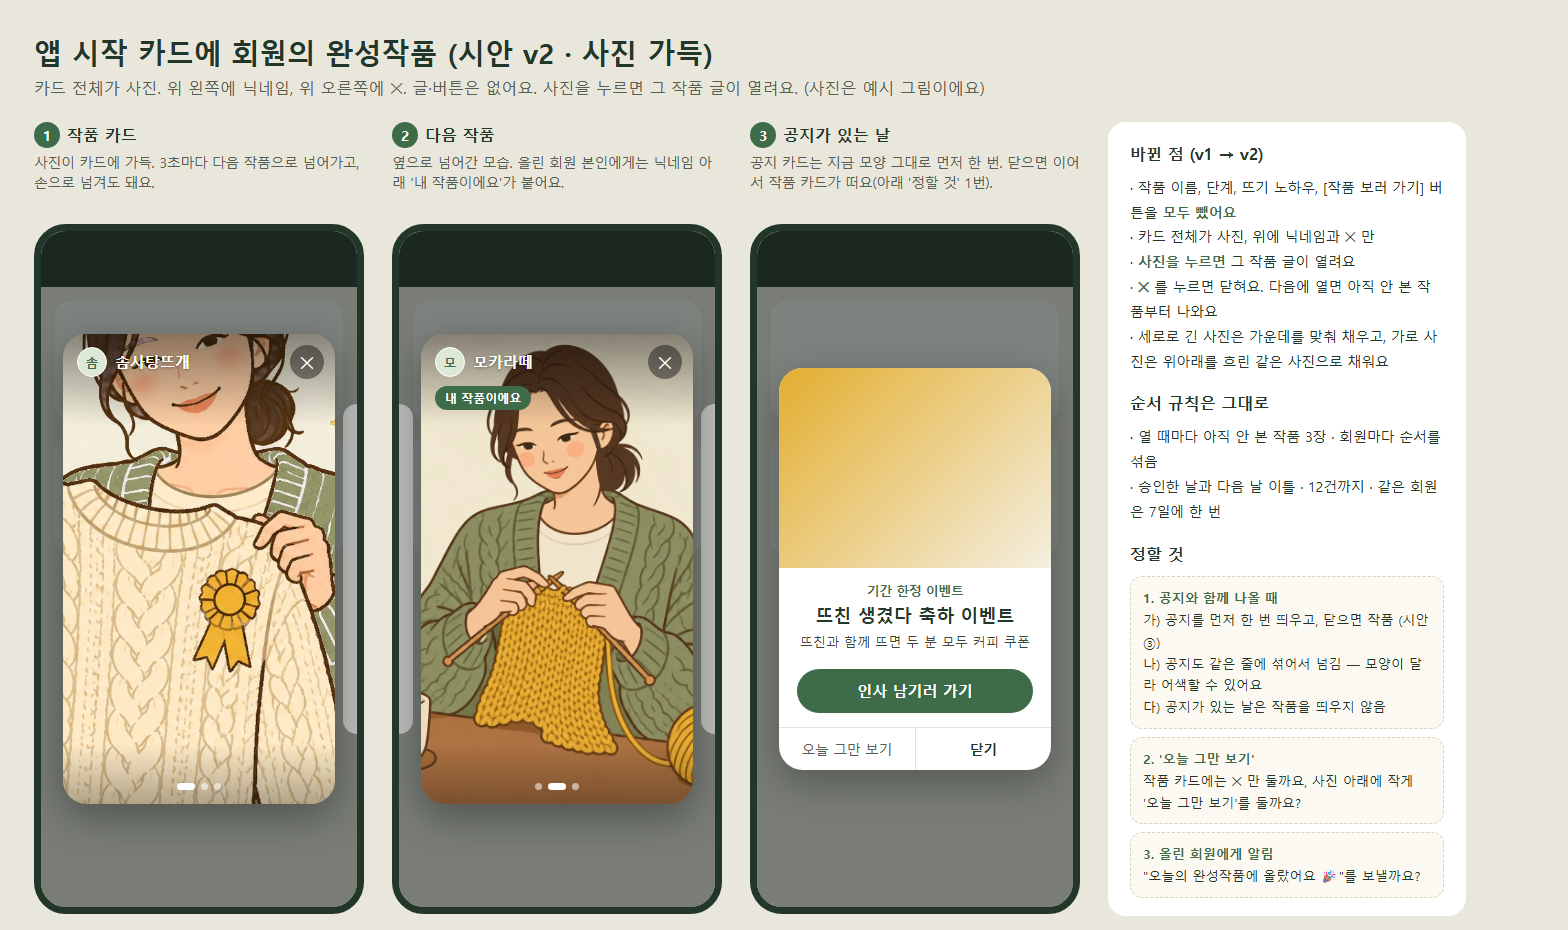 앱 시작 카드에 회원의 완성작품 (시안 v2 · 사진 가득)
카드 전체가 사진. 위 왼쪽에 닉네임, 위 오른쪽에 ✕. 글·버튼은 없어요. 사진을 누르면 그 작품 글이 열려요. (사진은 예시 그림이에요)
1 작품 카드
사진이 카드에 가득. 3초마다 다음 작품으로 넘어가고,
손으로 넘겨도 돼요.
솜 솜사탕뜨개 ✕
2 다음 작품
옆으로 넘어간 모습. 올린 회원 본인에게는 닉네임 아
래 '내 작품이에요'가 붙어요.
모 모카라떼 ✕
내 작품이에요
3 공지가 있는 날
공지 카드는 지금 모양 그대로 먼저 한 번. 닫으면 이어
서 작품 카드가 떠요(아래 '정할 것' 1번).
기간 한정 이벤트
뜨친 생겼다 축하 이벤트
뜨친과 함께 뜨면 두 분 모두 커피 쿠폰
인사 남기러 가기
오늘 그만 보기
닫기
바뀐 점 (v1 → v2)
· 작품 이름, 단계, 뜨기 노하우, [작품 보러 가기] 버
튼을 모두 뺐어요
· 카드 전체가 사진, 위에 닉네임과 ✕ 만
· 사진을 누르면 그 작품 글이 열려요
· ✕ 를 누르면 닫혀요. 다음에 열면 아직 안 본 작
품부터 나와요
· 세로로 긴 사진은 가운데를 맞춰 채우고, 가로 사
진은 위아래를 흐린 같은 사진으로 채워요
순서 규칙은 그대로
· 열 때마다 아직 안 본 작품 3장 · 회원마다 순서를
섞음
· 승인한 날과 다음 날 이틀 · 12건까지 · 같은 회원
은 7일에 한 번
정할 것
1. 공지와 함께 나올 때
가) 공지를 먼저 한 번 띄우고, 닫으면 작품 (시안
③)
나) 공지도 같은 줄에 섞어서 넘김 — 모양이 달
라 어색할 수 있어요
다) 공지가 있는 날은 작품을 띄우지 않음
2. '오늘 그만 보기'
작품 카드에는 ✕ 만 둘까요, 사진 아래에 작게
'오늘 그만 보기'를 둘까요?
3. 올린 회원에게 알림
"오늘의 완성작품에 올랐어요 🎉"를 보낼까요?